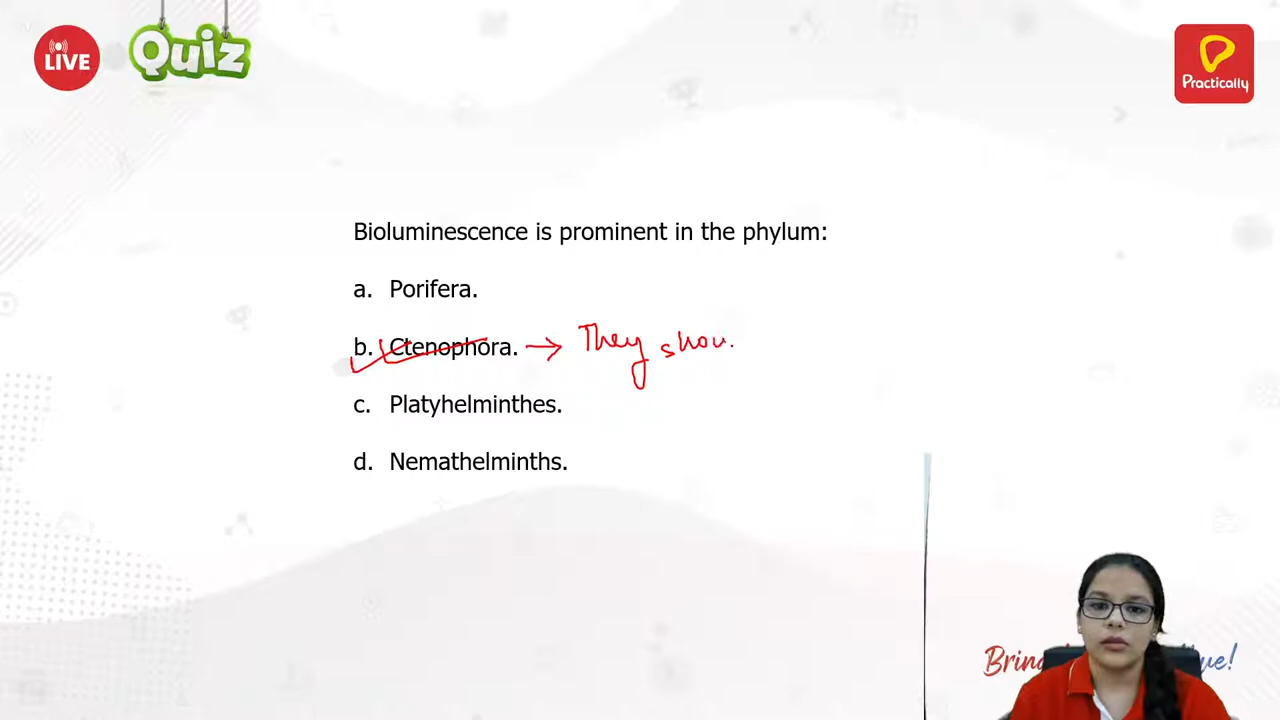 LIVE
Quiz
Practically
Bioluminescence is prominent in the phylum:
a. Porifera.
b. Ctenophora. → They show
c. Platyhelminthes.
d. Nemathelminths.